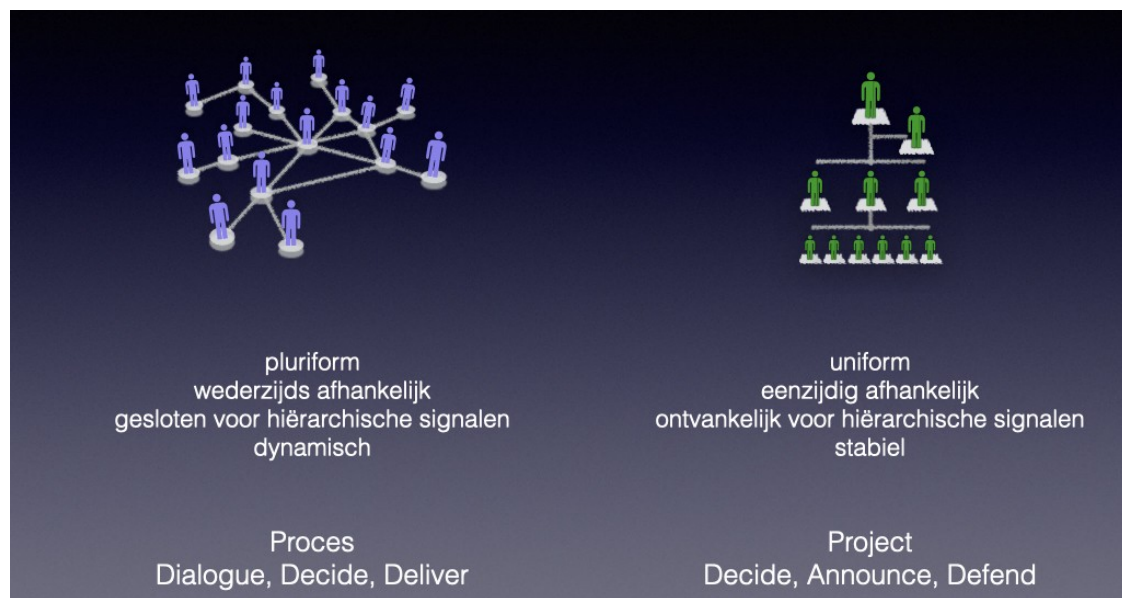 pluriform
wederzijds afhankelijk
gesloten voor hiërarchische signalen
dynamisch
Proces
Dialogue, Decide, Deliver
uniform
eenzijdig afhankelijk
ontvankelijk voor hiërarchische signalen
stabiel
Project
Decide, Announce, Defend